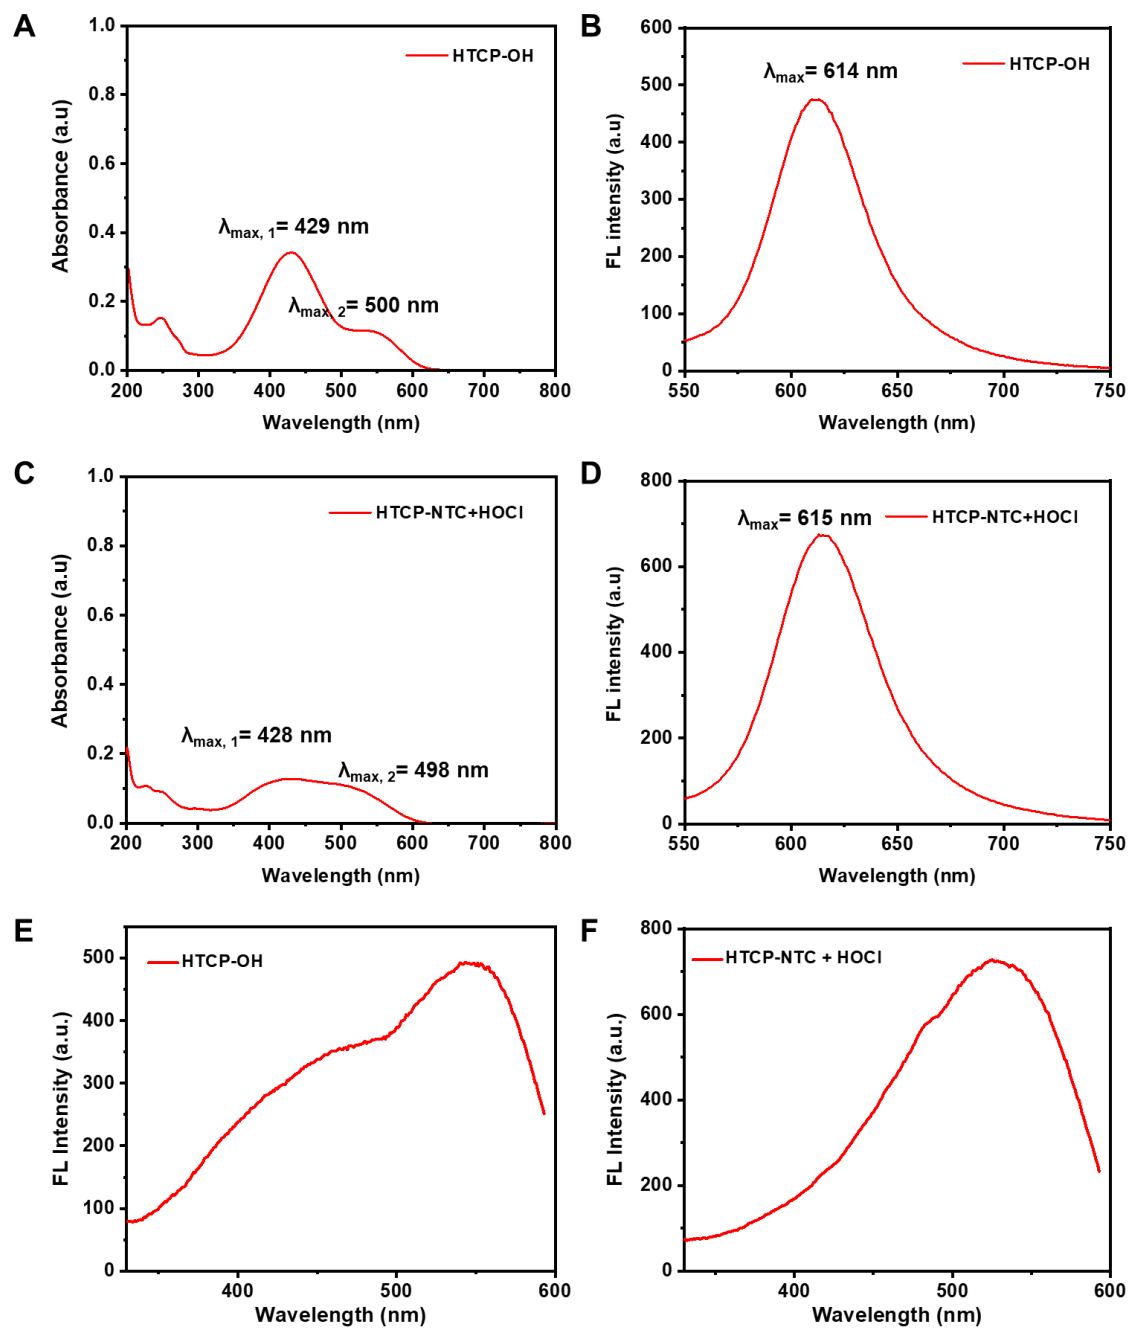 A
1.0
0.8
0.6
0.4
0.2
0.0
Absorbance (a.u)
HTCP-OH
λmax, 1= 429 nm
λmax, 2= 500 nm
200 300 400 500 600 700 800
Wavelength (nm)
B
600
500
400
300
200
100
0
FL intensity (a.u)
λmax= 614 nm
HTCP-OH
550 600 650 700 750
Wavelength (nm)
C
1.0
0.8
0.6
0.4
0.2
0.0
Absorbance (a.u)
HTCP-NTC+HOCl
λmax, 1= 428 nm
λmax, 2= 498 nm
200 300 400 500 600 700 800
Wavelength (nm)
D
800
600
400
200
0
FL intensity (a.u)
λmax= 615 nm
HTCP-NTC+HOCl
550 600 650 700 750
Wavelength (nm)
E
500
400
300
200
100
0
FL Intensity (a.u.)
HTCP-OH
400 500 600
Wavelength (nm)
F
800
600
400
200
0
FL Intensity (a.u.)
HTCP-NTC + HOCl
400 500 600
Wavelength (nm)